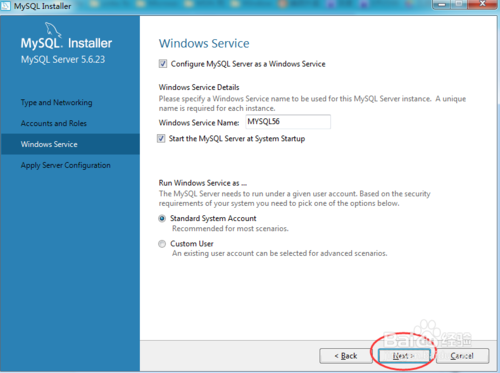 MySQL Installer
MySQL. Installer
MySQL Server 5.6.23
Type and Networking
Accounts and Roles
Windows Service
Apply Server Configuration
Windows Service
Configure MySQL Server as a Windows Service
Windows Service Details
Please specify a Windows Service name to be used for this MySQL Server instance. A unique
name is required for each instance.
Windows Service Name: MYSQL56
Start the MySQL Server at System Startup
Run Windows Service as ...
The MySQL Server needs to run under a given user account. Based on the security
requirements of your system you need to pick one of the options below.
Standard System Account
Recommended for most scenarios.
Custom User
An existing user account can be selected for advanced scenarios.
< Back
Next >
Cancel